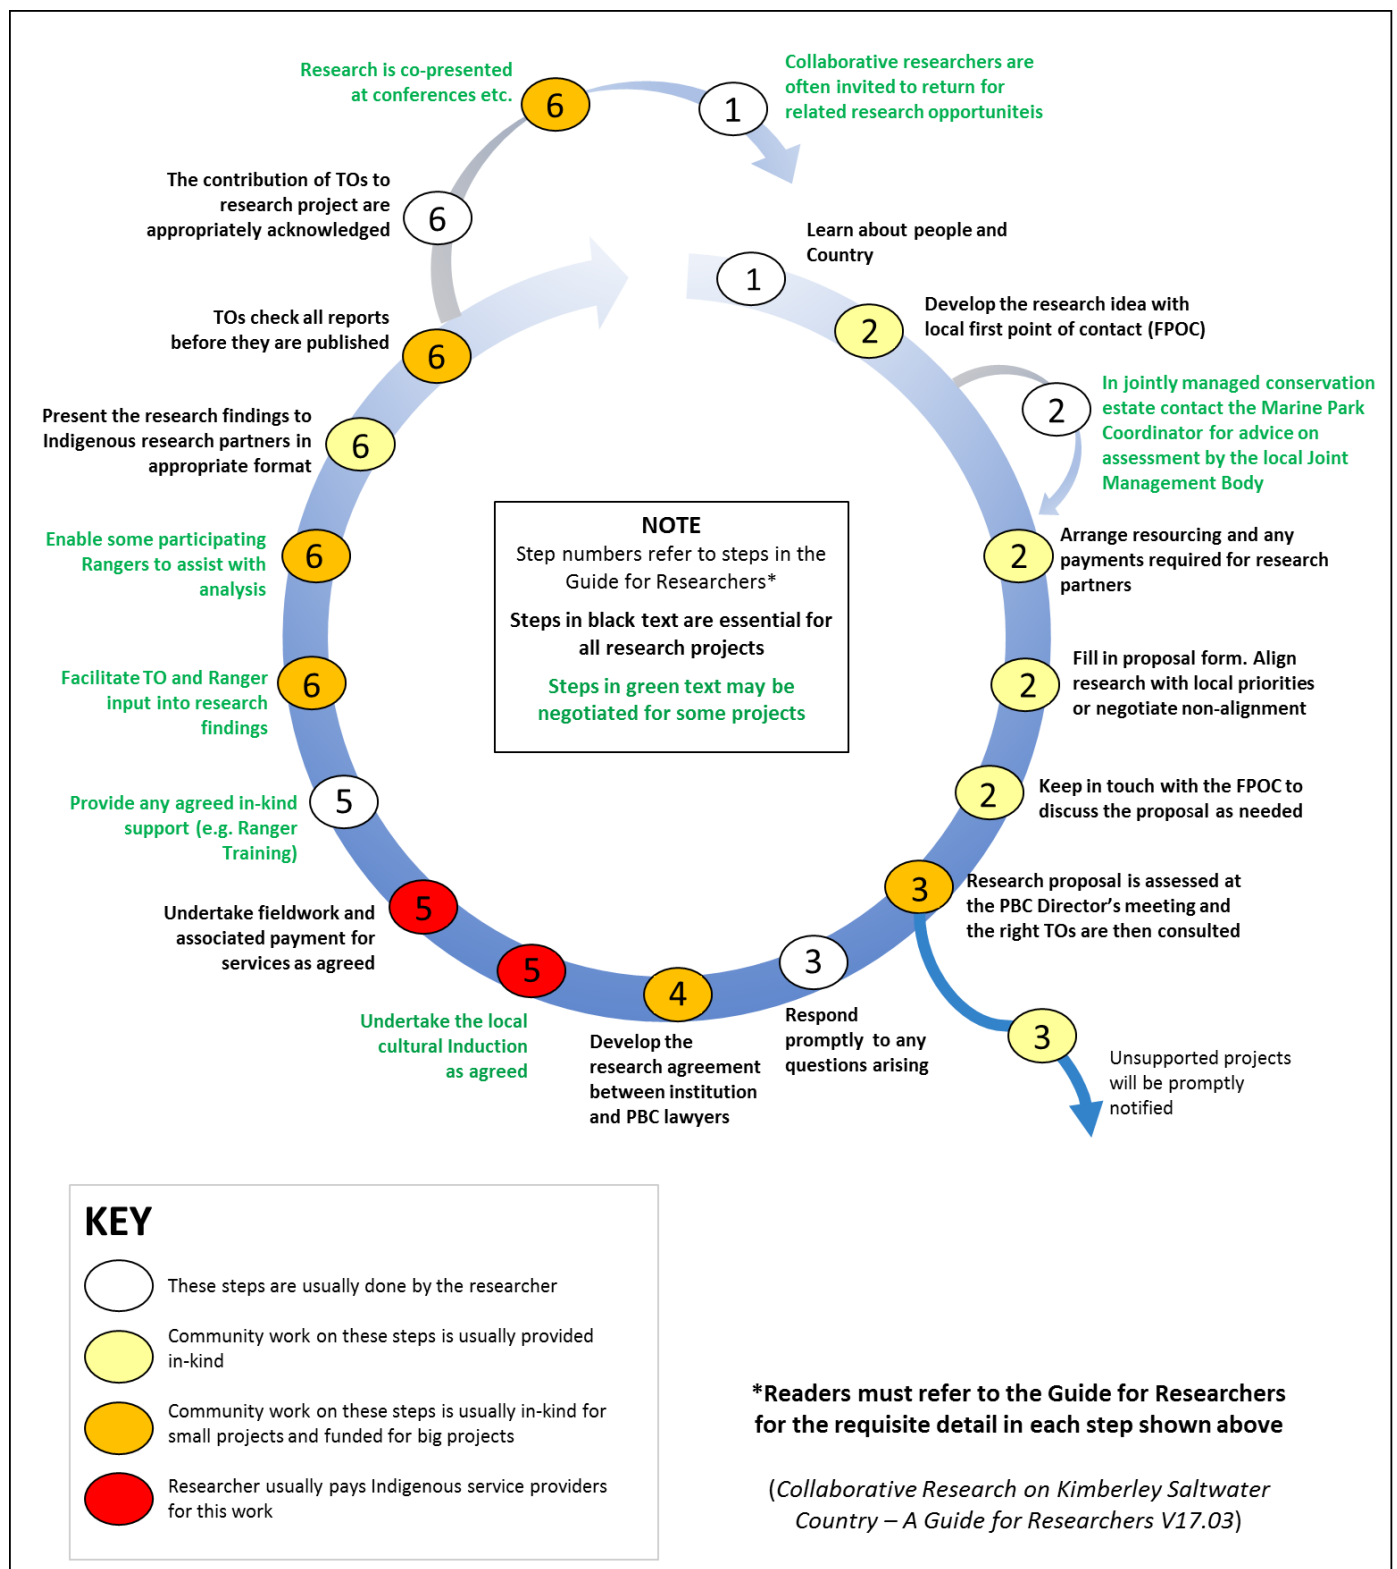 Research is co-presented
at conferences etc.
6
1
Collaborative researchers are
often invited to return for
related research opportuniteis
The contribution of TOs to
research project are
appropriately acknowledged
6
1
Learn about people and
Country
TOs check all reports
before they are published
6
2
Develop the research idea with
local first point of contact (FPOC)
2
In jointly managed conservation
estate contact the Marine Park
Coordinator for advice on
assessment by the local Joint
Management Body
Present the research findings to
Indigenous research partners in
appropriate format
6
Enable some participating
Rangers to assist with
analysis
6
2
Arrange resourcing and any
payments required for research
partners
NOTE
Step numbers refer to steps in the
Guide for Researchers*
Steps in black text are essential for
all research projects
Steps in green text may be
negotiated for some projects
Facilitate TO and Ranger
input into research
findings
6
2
Fill in proposal form. Align
research with local priorities
or negotiate non-alignment
Provide any agreed in-kind
support (e.g. Ranger
Training)
5
2
Keep in touch with the FPOC to
discuss the proposal as needed
Undertake fieldwork and
associated payment for
services as agreed
5
3
Research proposal is assessed at
the PBC Director's meeting and
the right TOs are then consulted
5
Undertake the local
cultural Induction
as agreed
4
Develop the
research agreement
between institution
and PBC lawyers
3
Respond
promptly to any
questions arising
3
Unsupported projects
will be promptly
notified
KEY
These steps are usually done by the researcher
Community work on these steps is usually provided
in-kind
Community work on these steps is usually in-kind for
small projects and funded for big projects
Researcher usually pays Indigenous service providers
for this work
*Readers must refer to the Guide for Researchers
for the requisite detail in each step shown above
(Collaborative Research on Kimberley Saltwater
Country – A Guide for Researchers V17.03)